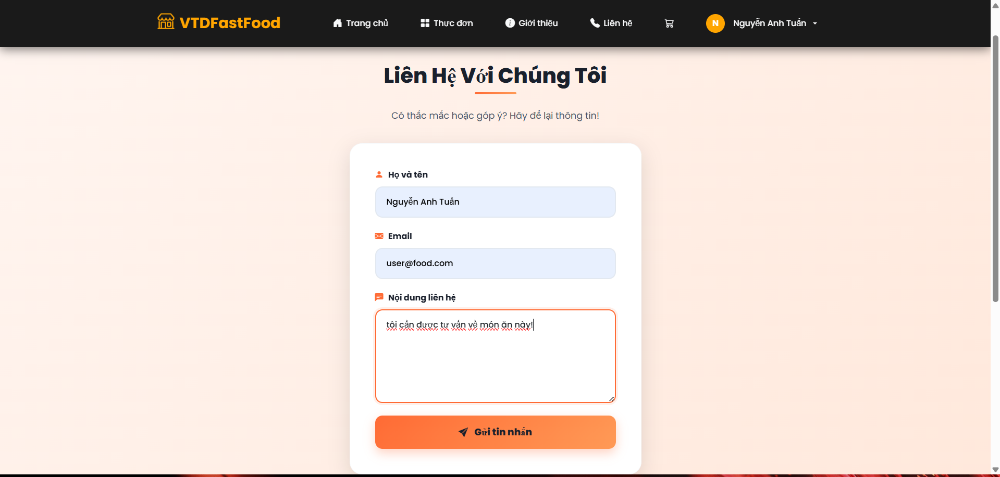 VTDFastFood Trang chủ Thực đơn Giới thiệu Liên hệ N Nguyễn Anh Tuấn
Liên Hệ Với Chúng Tôi
Có thắc mắc hoặc góp ý? Hãy để lại thông tin!
Họ và tên
Nguyễn Anh Tuấn
Email
user@food.com
Nội dung liên hệ
tôi cần được tư vấn về món ăn này!
Gửi tin nhắn